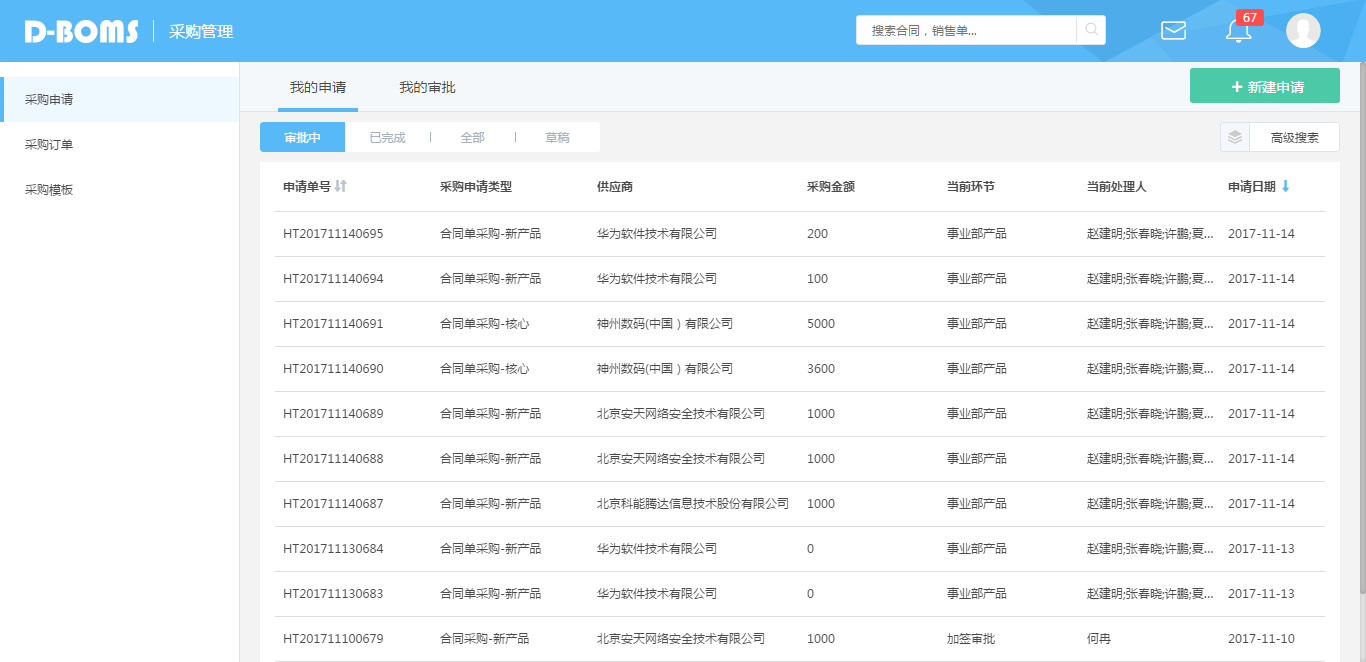 D-BOMS 采购管理 搜索合同，销售单... 67
采购申请
采购订单
采购模板
我的申请 我的审批 + 新建申请
审批中 已完成 全部 草稿 高级搜索
申请单号 采购申请类型 供应商 采购金额 当前环节 当前处理人 申请日期
HT201711140695 合同单采购-新产品 华为软件技术有限公司 200 事业部产品 赵建明;张春晓;许鹏;夏... 2017-11-14
HT201711140694 合同单采购-新产品 华为软件技术有限公司 100 事业部产品 赵建明;张春晓;许鹏;夏... 2017-11-14
HT201711140691 合同单采购-核心 神州数码(中国）有限公司 5000 事业部产品 赵建明;张春晓;许鹏;夏... 2017-11-14
HT201711140690 合同单采购-核心 神州数码(中国）有限公司 3600 事业部产品 赵建明;张春晓;许鹏;夏... 2017-11-14
HT201711140689 合同单采购-新产品 北京安天网络安全技术有限公司 1000 事业部产品 赵建明;张春晓;许鹏;夏... 2017-11-14
HT201711140688 合同单采购-新产品 北京安天网络安全技术有限公司 1000 事业部产品 赵建明;张春晓;许鹏;夏... 2017-11-14
HT201711140687 合同单采购-新产品 北京科能腾达信息技术股份有限公司 1000 事业部产品 赵建明;张春晓;许鹏;夏... 2017-11-14
HT201711130684 合同单采购-新产品 华为软件技术有限公司 0 事业部产品 赵建明;张春晓;许鹏;夏... 2017-11-13
HT201711130683 合同单采购-新产品 华为软件技术有限公司 0 事业部产品 赵建明;张春晓;许鹏;夏... 2017-11-13
HT201711100679 合同采购-新产品 北京安天网络安全技术有限公司 1000 加签审批 何冉 2017-11-10